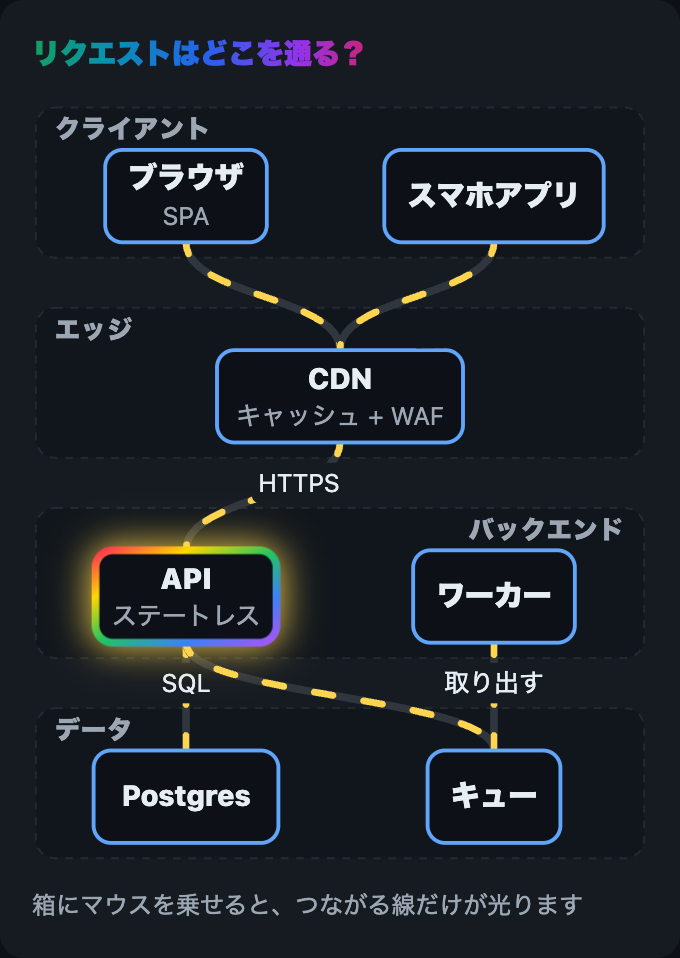 リクエストはどこを通る？
クライアント
ブラウザ
SPA
スマホアプリ
エッジ
CDN
キャッシュ + WAF
HTTPS
バックエンド
API
ステートレス
ワーカー
SQL
取り出す
データ
Postgres
キュー
箱にマウスを乗せると、つながる線だけが光ります